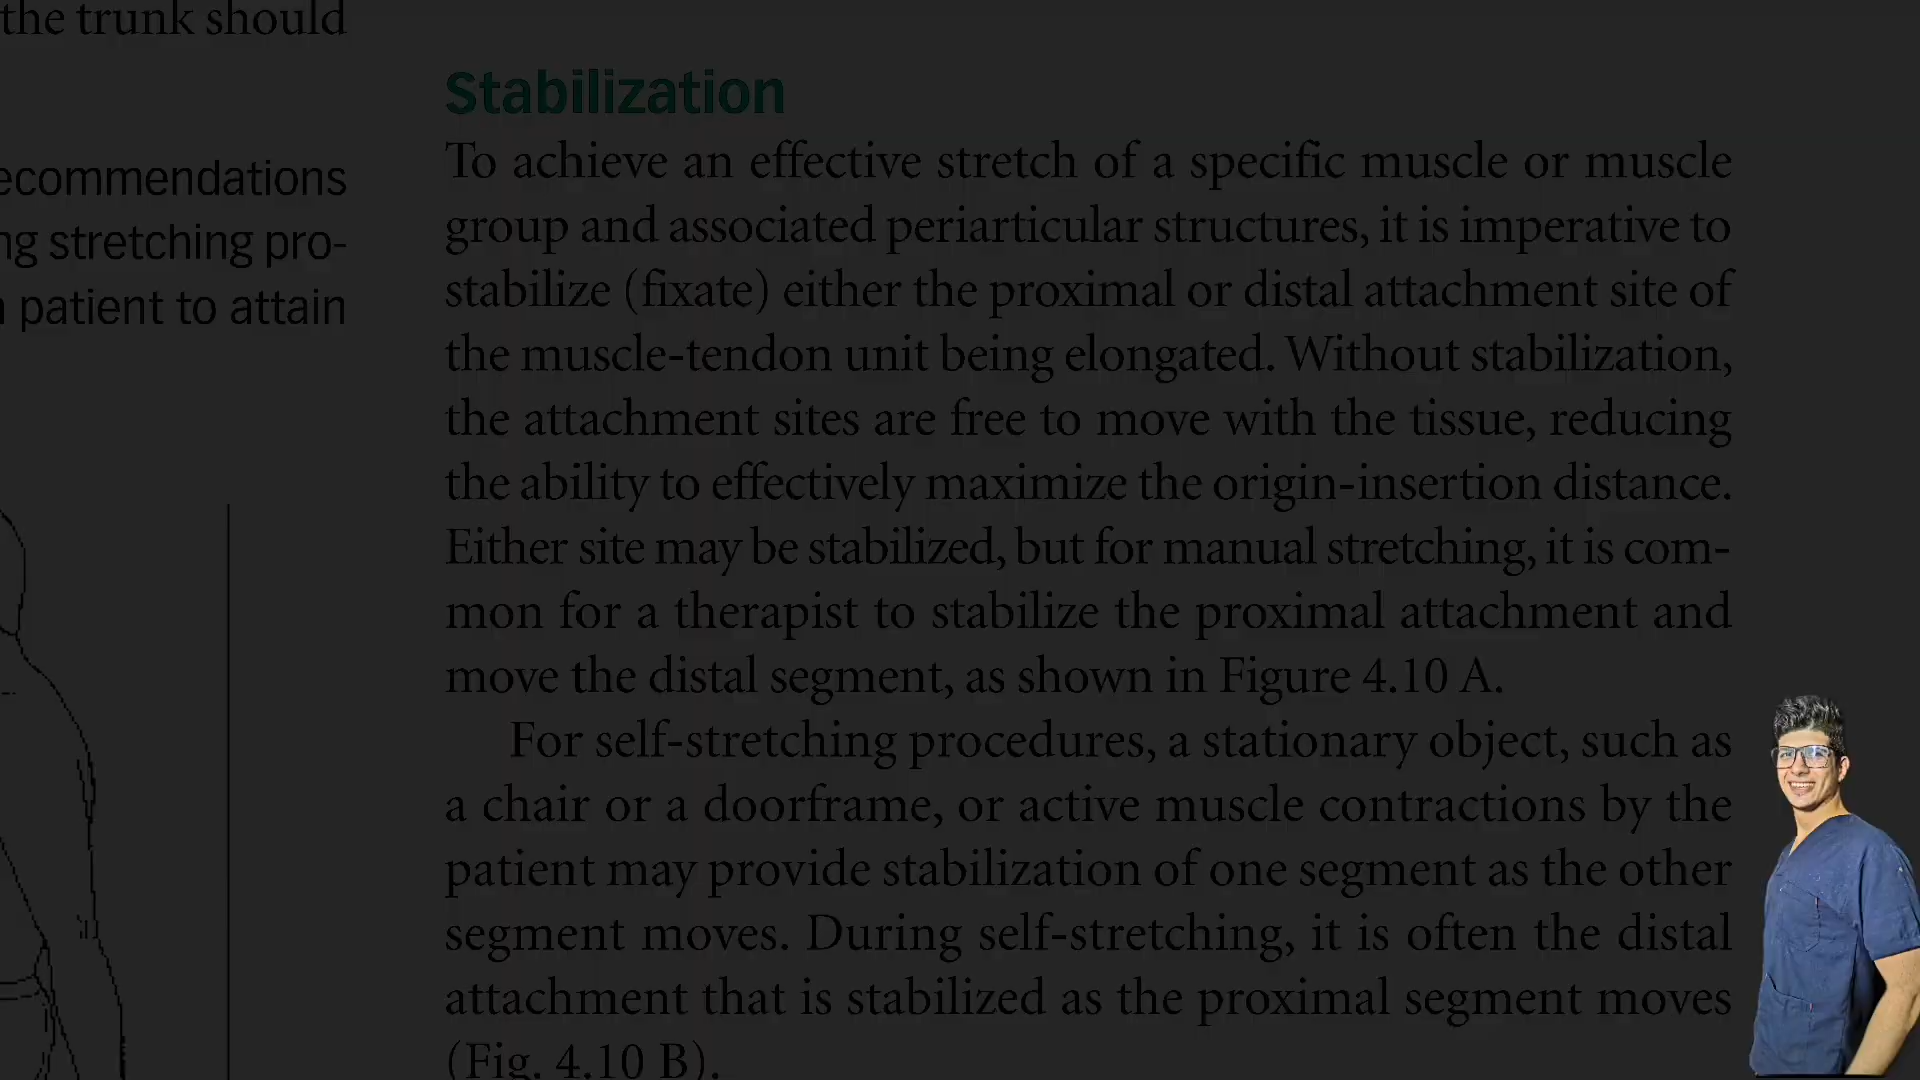 the trunk should
ecommendations
ng stretching pro-
patient to attain
Stabilization
To achieve an effective stretch of a specific muscle or muscle
group and associated periarticular structures, it is imperative to
stabilize (fixate) either the proximal or distal attachment site of
the muscle-tendon unit being elongated. Without stabilization,
the attachment sites are free to move with the tissue, reducing
the ability to effectively maximize the origin-insertion distance.
Either site may be stabilized, but for manual stretching, it is com-
mon for a therapist to stabilize the proximal attachment and
move the distal segment, as shown in Figure 4.10 A.
For self-stretching procedures, a stationary object, such as
a chair or a doorframe, or active muscle contractions by the
patient may provide stabilization of one segment as the other
segment moves. During self-stretching, it is often the distal
attachment that is stabilized as the proximal segment moves
(Fig. 4.10 B).